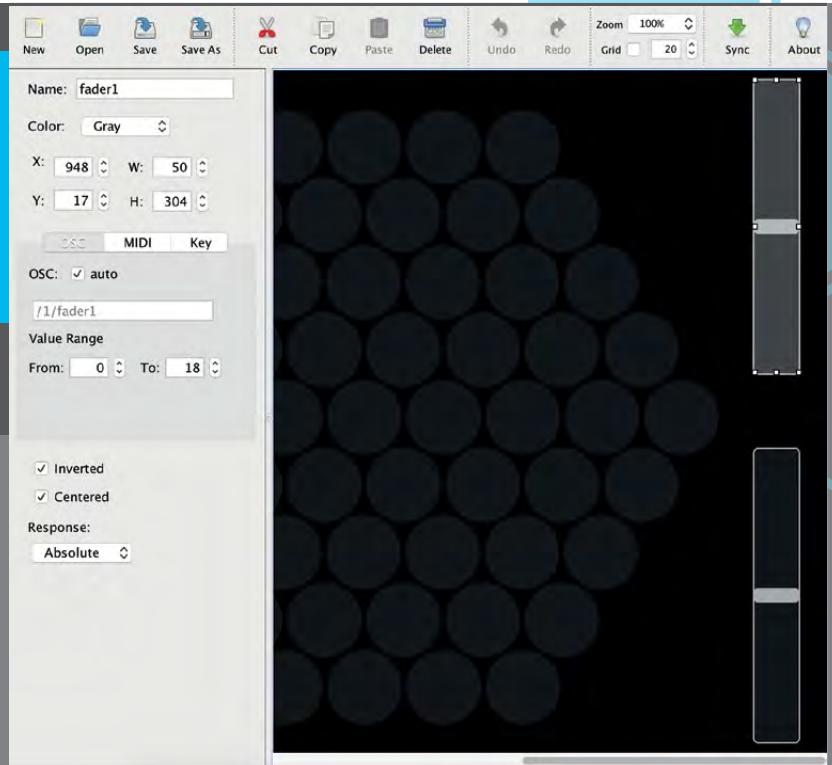 New Open Save Save As Cut Copy Paste Delete Undo Redo Zoom 100% Grid 20 Sync About
Name: fader1
Color: Gray
X: 948 W: 50
Y: 17 H: 304
OSC MIDI Key
OSC: auto
/1/fader1
Value Range
From: 0 To: 18
Inverted
Centered
Response:
Absolute